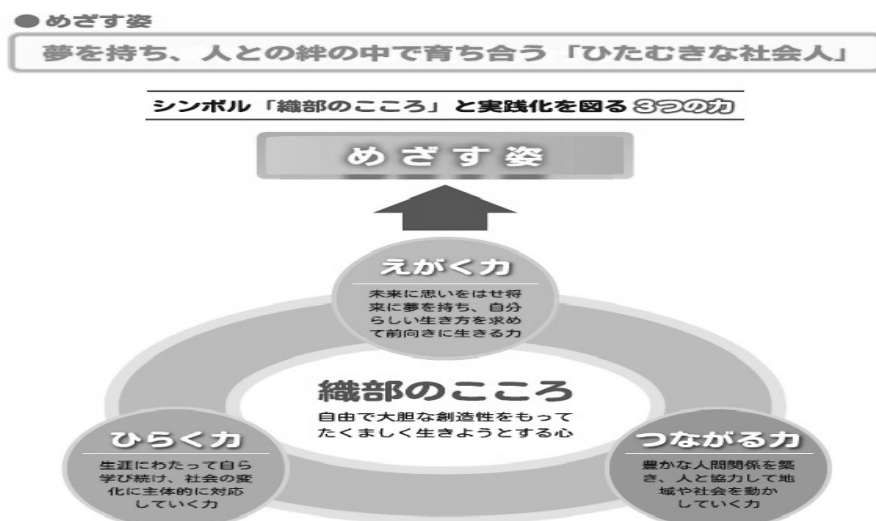 ●めざす姿
夢を持ち、人との絆の中で育ち合う「ひたむきな社会人」
シンボル「織部のこころ」と実践化を図る3つの力
めざす姿
えがく力
未来に思いをはせ将
来に夢を持ち、自分
らしい生き方を求め
て前向きに生きる力
織部のこころ
自由で大胆な創造性をもって
たくましく生きようとする心
ひらく力
生涯にわたって自ら
学び続け、社会の変
化に主体的に対応
していく力
つながる力
豊かな人間関係を築
き、人と協力して地
域や社会を動か
していく力